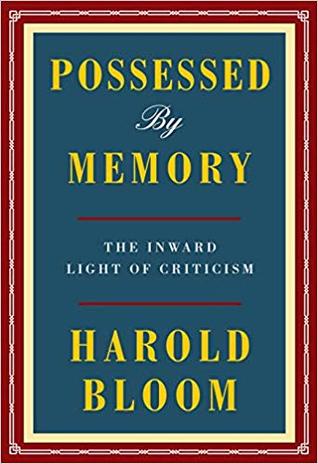 POSSESSED
By
MEMORY
THE INWARD
LIGHT OF CRITICISM
HAROLD
BLOOM